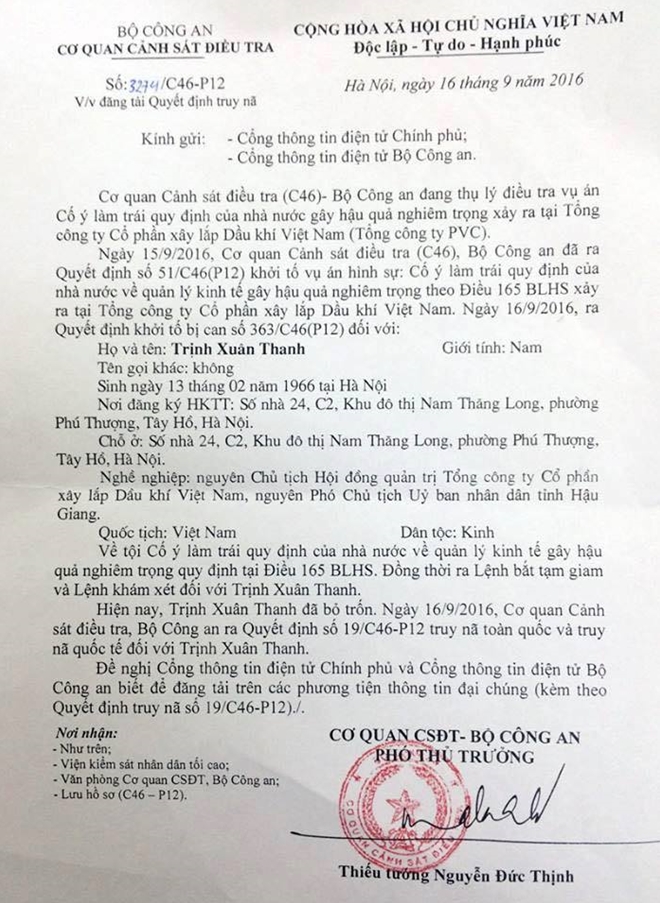 BỘ CÔNG AN
CƠ QUAN CẢNH SÁT ĐIỀU TRA
CỘNG HÒA XÃ HỘI CHỦ NGHĨA VIỆT NAM
Độc lập - Tự do - Hạnh phúc
Số:3274/C46-P12
V/v đăng tải Quyết định truy nã
Hà Nội, ngày 16 tháng 9 năm 2016
Kính gửi: - Cổng thông tin điện tử Chính phủ;
- Cổng thông tin điện tử Bộ Công an.
Cơ quan Cảnh sát điều tra (C46)- Bộ Công an đang thụ lý điều tra vụ án
Cố ý làm trái quy định của nhà nước gây hậu quả nghiêm trọng xảy ra tại Tổng
công ty Cổ phần xây lắp Dầu khí Việt Nam (Tổng công ty PVC).
Ngày 15/9/2016, Cơ quan Cảnh sát điều tra (C46), Bộ Công an đã ra
Quyết định số 51/C46(P12) khởi tố vụ án hình sự: Cố ý làm trái quy định của
nhà nước về quản lý kinh tế gây hậu quả nghiêm trọng theo Điều 165 BLHS xảy
ra tại Tổng công ty Cổ phần xây lắp Dầu khí Việt Nam. Ngày 16/9/2016, ra
Quyết định khởi tố bị can số 363/C46(P12) đối với:
Họ và tên: Trịnh Xuân Thanh Giới tính: Nam
Tên gọi khác: không
Sinh ngày 13 tháng 02 năm 1966 tại Hà Nội
Nơi đăng ký HKTT: Số nhà 24, C2, Khu đô thị Nam Thăng Long, phường
Phú Thượng, Tây Hồ, Hà Nội.
Chỗ ở: Số nhà 24, C2, Khu đô thị Nam Thăng Long, phường Phú Thượng,
Tây Hồ, Hà Nội.
Nghề nghiệp: nguyên Chủ tịch Hội đồng quản trị Tổng công ty Cổ phần
xây lắp Dầu khí Việt Nam, nguyên Phó Chủ tịch Uỷ ban nhân dân tỉnh Hậu
Giang.
Quốc tịch: Việt Nam Dân tộc: Kinh
Về tội Cố ý làm trái quy định của nhà nước về quản lý kinh tế gây hậu
quả nghiêm trọng quy định tại Điều 165 BLHS. Đồng thời ra Lệnh bắt tạm giam
và Lệnh khám xét đối với Trịnh Xuân Thanh.
Hiện nay, Trịnh Xuân Thanh đã bỏ trốn. Ngày 16/9/2016, Cơ quan Cảnh
sát điều tra, Bộ Công an ra Quyết định số 19/C46-P12 truy nã toàn quốc và truy
nã quốc tế đối với Trịnh Xuân Thanh.
Đề nghị Cổng thông tin điện tử Chính phủ và Cổng thông tin điện tử Bộ
Công an biết để đăng tải trên các phương tiện thông tin đại chúng (kèm theo
Quyết định truy nã số 19/C46-P12)./.
Nơi nhận:
- Như trên;
- Viện kiểm sát nhân dân tối cao;
- Văn phòng Cơ quan CSĐT, Bộ Công an;
- Lưu hồ sơ (C46 – P12).
CƠ QUAN CSĐT- BỘ CÔNG AN
PHÓ THỦ TRƯỞNG
CƠ QUAN CẢNH SÁT ĐIỀU
Thiếu tướng Nguyễn Đức Thịnh